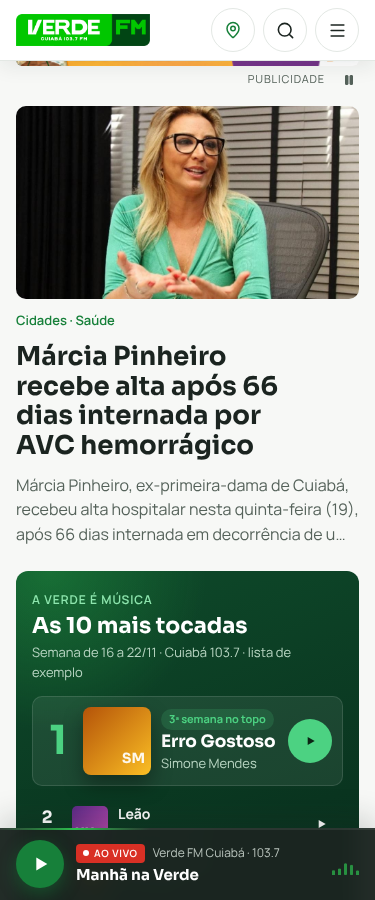 VERDE FM
CUIABÁ 103.7 FM
PUBLICIDADE
Cidades · Saúde
Márcia Pinheiro
recebe alta após 66
dias internada por
AVC hemorrágico
Márcia Pinheiro, ex-primeira-dama de Cuiabá,
recebeu alta hospitalar nesta quinta-feira (19),
após 66 dias internada em decorrência de u...
A VERDE É MÚSICA
As 10 mais tocadas
Semana de 16 a 22/11 · Cuiabá 103.7 · lista de
exemplo
1
SM
3ª semana no topo
Erro Gostoso
Simone Mendes
2
Leão
AO VIVO
Verde FM Cuiabá · 103.7
Manhã na Verde